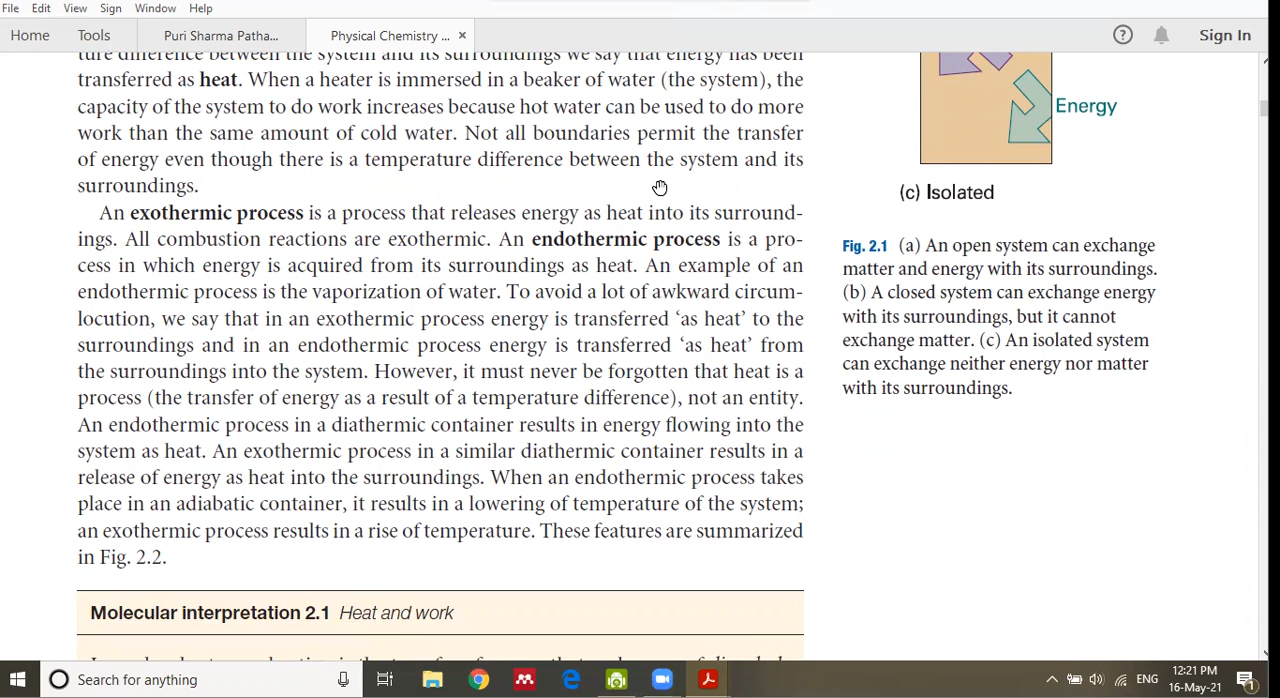 File Edit View Sign Window Help
Home Tools Puri Sharma Patha... Physical Chemistry ... × Sign In
ture difference between the system and its surroundings we say that energy has been
transferred as heat. When a heater is immersed in a beaker of water (the system), the
capacity of the system to do work increases because hot water can be used to do more
work than the same amount of cold water. Not all boundaries permit the transfer
of energy even though there is a temperature difference between the system and its
surroundings.
An exothermic process is a process that releases energy as heat into its surround-
ings. All combustion reactions are exothermic. An endothermic process is a pro-
cess in which energy is acquired from its surroundings as heat. An example of an
endothermic process is the vaporization of water. To avoid a lot of awkward circum-
locution, we say that in an exothermic process energy is transferred ‘as heat’ to the
surroundings and in an endothermic process energy is transferred ‘as heat’ from
the surroundings into the system. However, it must never be forgotten that heat is a
process (the transfer of energy as a result of a temperature difference), not an entity.
An endothermic process in a diathermic container results in energy flowing into the
system as heat. An exothermic process in a similar diathermic container results in a
release of energy as heat into the surroundings. When an endothermic process takes
place in an adiabatic container, it results in a lowering of temperature of the system;
an exothermic process results in a rise of temperature. These features are summarized
in Fig. 2.2.
Molecular interpretation 2.1 Heat and work
Energy
(c) Isolated
Fig. 2.1 (a) An open system can exchange
matter and energy with its surroundings.
(b) A closed system can exchange energy
with its surroundings, but it cannot
exchange matter. (c) An isolated system
can exchange neither energy nor matter
with its surroundings.
Search for anything
ENG
12:21 PM
16-May-21
1